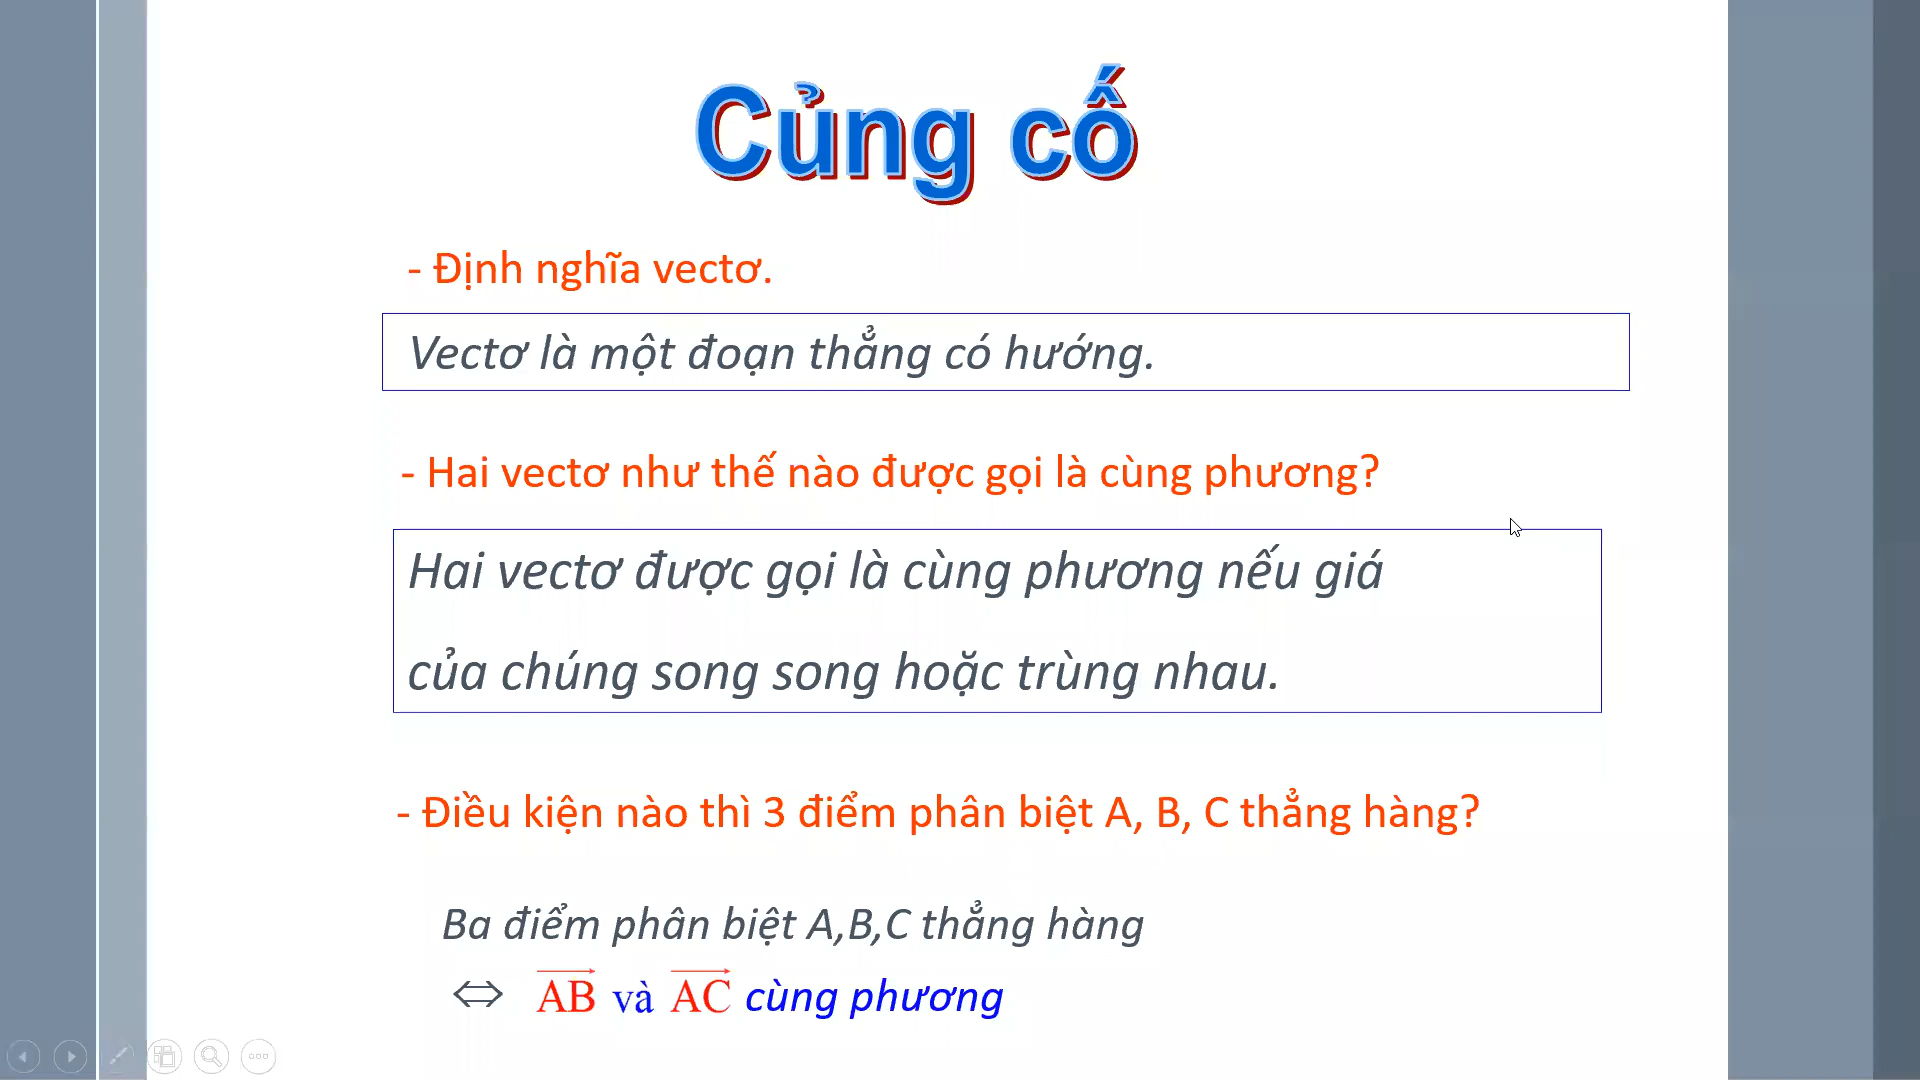 Củng cố
- Định nghĩa vectơ.
Vectơ là một đoạn thẳng có hướng.
- Hai vectơ như thế nào được gọi là cùng phương?
Hai vectơ được gọi là cùng phương nếu giá
của chúng song song hoặc trùng nhau.
- Điều kiện nào thì 3 điểm phân biệt A, B, C thẳng hàng?
Ba điểm phân biệt A,B,C thẳng hàng
⇔ AB và AC cùng phương